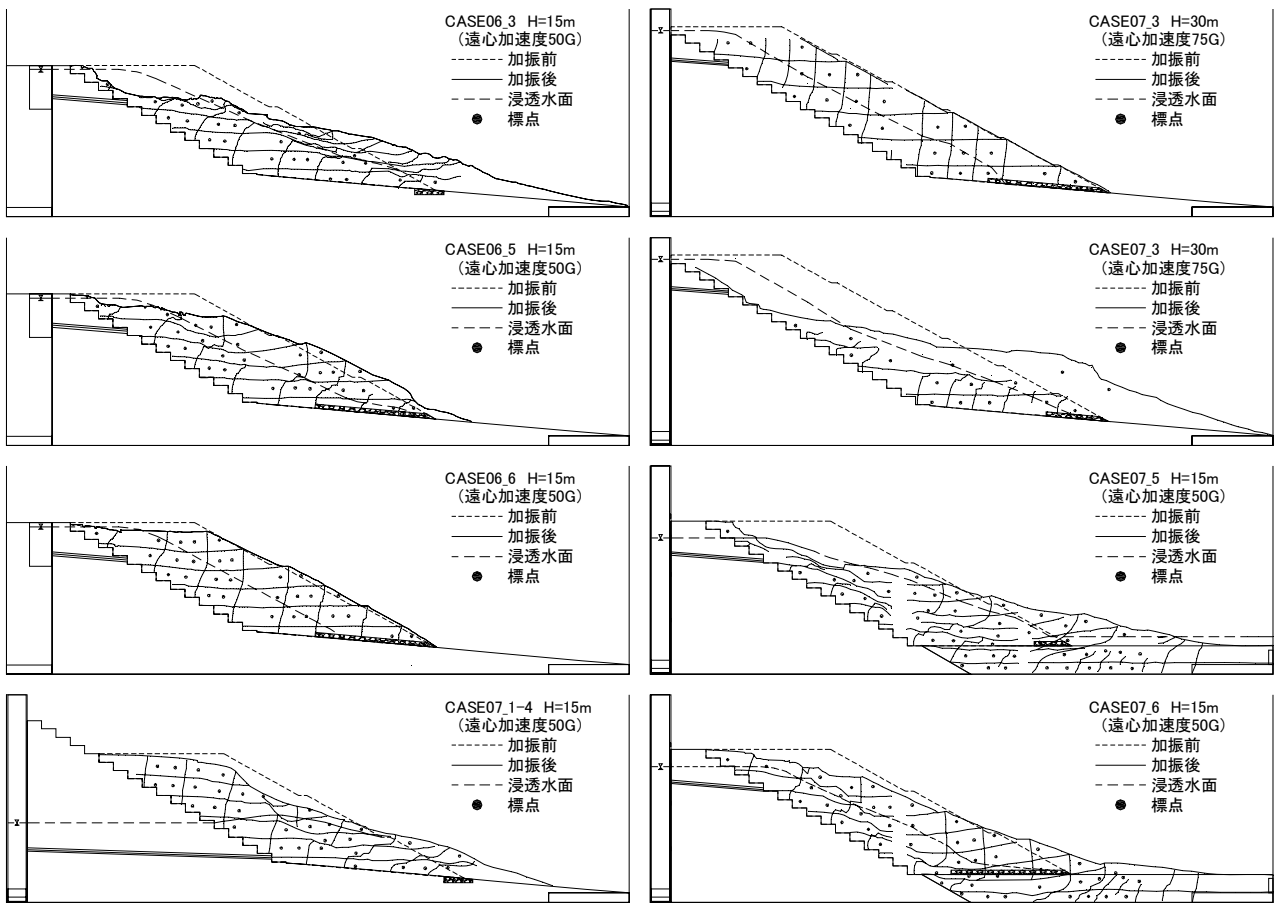 CASE06_3 H=15m
(遠心加速度50G)
加振前
加振後
浸透水面
標点
CASE07_3 H=30m
(遠心加速度75G)
加振前
加振後
浸透水面
標点
CASE06_5 H=15m
(遠心加速度50G)
加振前
加振後
浸透水面
標点
CASE07_3 H=30m
(遠心加速度75G)
加振前
加振後
浸透水面
標点
CASE06_6 H=15m
(遠心加速度50G)
加振前
加振後
浸透水面
標点
CASE07_5 H=15m
(遠心加速度50G)
加振前
加振後
浸透水面
標点
CASE07_1-4 H=15m
(遠心加速度50G)
加振前
加振後
浸透水面
標点
CASE07_6 H=15m
(遠心加速度50G)
加振前
加振後
浸透水面
標点